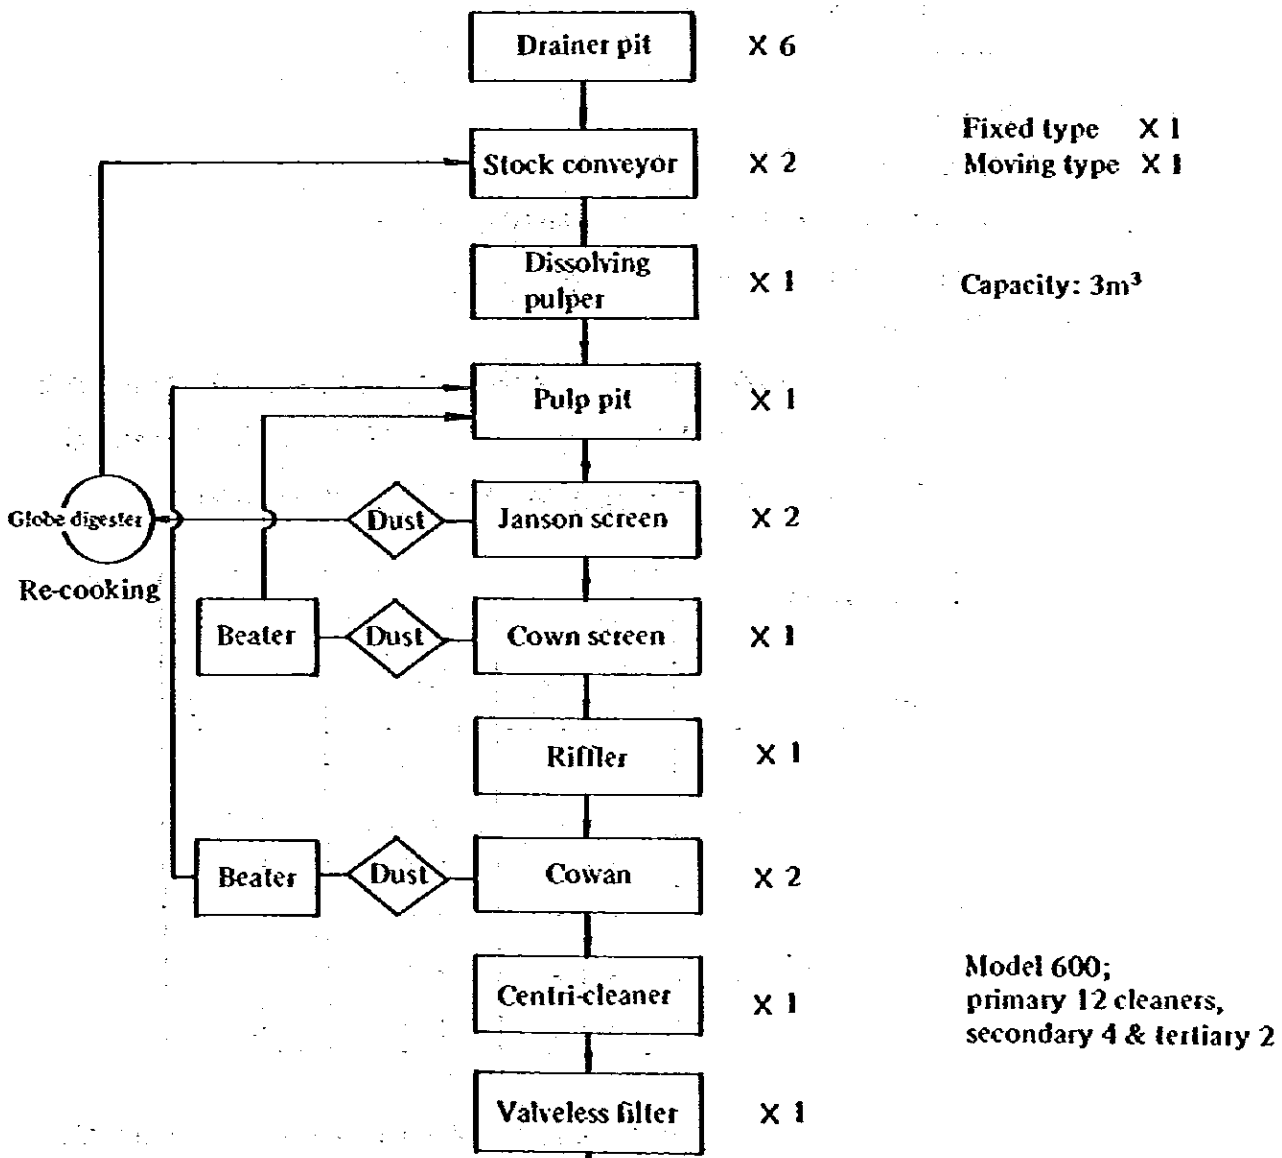 Drainer pit X 6
Fixed type X 1
Stock conveyor X 2 Moving type X 1
Dissolving
pulper X 1 Capacity: 3m³
Pulp pit X 1
Globe digester Dust Janson screen X 2
Re-cooking
Beater Dust Cown screen X 1
Riffler X 1
Beater Dust Cowan X 2
Model 600;
Centri-cleaner X 1 primary 12 cleaners,
secondary 4 & tertiary 2
Valveless filter X 1